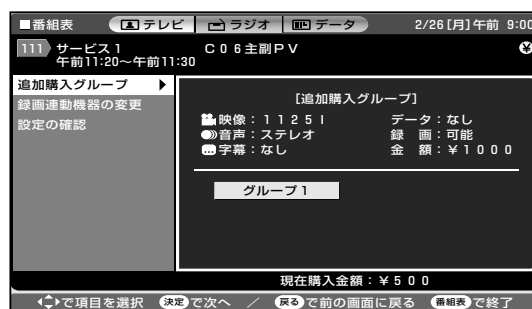 ■番組表 テレビ ラジオ データ 2/26[月]午前 9:00
111 サービス1 C06主副PV ¥
午前11:20～午前11:30
追加購入グループ ▶
録画連動機器の変更
設定の確認
[追加購入グループ]
映像：1125I データ：なし
音声：ステレオ 録 画：可能
字幕：なし 金 額：¥1000
グループ1
現在購入金額：¥500
で項目を選択 決定で次へ ／ 戻るで前の画面に戻る 番組表で終了